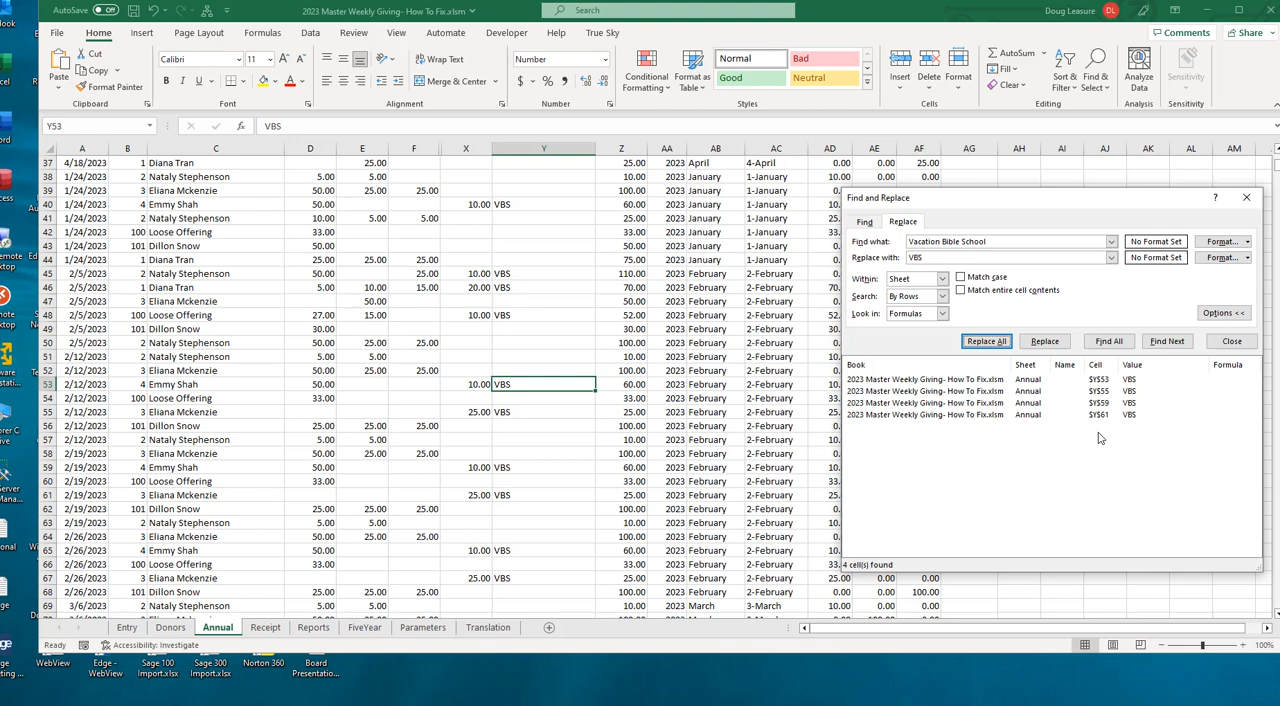 AutoSave Off 2023 Master Weekly Giving- How To Fix.xlsm Search Doug Leasure DL
File Home Insert Page Layout Formulas Data Review View Automate Developer Help True Sky Comments Share
Paste Cut Copy Format Painter Calibri 11 Wrap Text Merge & Center Number Conditional Formatting Format as Table Normal Bad Good Neutral Insert Delete Format AutoSum Fill Clear Sort & Filter Find & Select Analyze Data Sensitivity
Clipboard Font Alignment Number Styles Cells Editing Analysis Sensitivity
Y53 fx VBS
A B C D E F X Y Z AA AB AC AD AE AF AG AH AI AJ AK AL AM
37 4/18/2023 1 Diana Tran 25.00 25.00 2023 April 4-April 0.00 0.00 25.00
38 1/24/2023 2 Nataly Stephenson 5.00 5.00 10.00 2023 January 1-January 10.00 0.00 0.00
39 1/24/2023 3 Eliana Mckenzie 50.00 25.00 25.00 100.00 2023 January 1-January
40 1/24/2023 4 Emmy Shah 50.00 10.00 VBS 60.00 2023 January 1-January
41 1/24/2023 2 Nataly Stephenson 10.00 5.00 5.00 25.00 2023 January 1-January
42 1/24/2023 100 Loose Offering 33.00 33.00 2023 January 1-January
43 1/24/2023 101 Dillon Snow 50.00 50.00 2023 January 1-January
44 1/24/2023 1 Diana Tran 25.00 25.00 25.00 75.00 2023 January 1-January
45 2/5/2023 2 Nataly Stephenson 50.00 25.00 25.00 10.00 VBS 110.00 2023 February 2-February
46 2/5/2023 1 Diana Tran 25.00 10.00 15.00 20.00 VBS 70.00 2023 February 2-February
47 2/5/2023 3 Eliana Mckenzie 50.00 50.00 2023 February 2-February
48 2/5/2023 100 Loose Offering 27.00 15.00 10.00 VBS 52.00 2023 February 2-February
49 2/5/2023 101 Dillon Snow 30.00 30.00 2023 February 2-February
50 2/5/2023 101 Dillon Snow 50.00 25.00 25.00 100.00 2023 February 2-February
51 2/12/2023 2 Nataly Stephenson 5.00 5.00 10.00 2023 February 2-February
52 2/12/2023 3 Eliana Mckenzie 50.00 25.00 25.00 100.00 2023 February 2-February
53 2/12/2023 4 Emmy Shah 50.00 10.00 VBS 60.00 2023 February 2-February
54 2/12/2023 100 Loose Offering 33.00 33.00 2023 February 2-February
55 2/12/2023 3 Eliana Mckenzie 25.00 VBS 25.00 2023 February 2-February
56 2/12/2023 101 Dillon Snow 25.00 25.00 25.00 100.00 2023 February 2-February
57 2/12/2023 2 Nataly Stephenson 5.00 5.00 10.00 2023 February 2-February
58 2/12/2023 3 Eliana Mckenzie 50.00 25.00 25.00 100.00 2023 February 2-February
59 2/19/2023 4 Emmy Shah 50.00 10.00 VBS 60.00 2023 February 2-February
60 2/19/2023 100 Loose Offering 33.00 33.00 2023 February 2-February
61 2/19/2023 3 Eliana Mckenzie 25.00 VBS 25.00 2023 February 2-February
62 2/19/2023 101 Dillon Snow 25.00 25.00 25.00 100.00 2023 February 2-February
63 2/19/2023 2 Nataly Stephenson 5.00 5.00 10.00 2023 February 2-February
64 2/26/2023 3 Eliana Mckenzie 50.00 25.00 25.00 100.00 2023 February 2-February
65 2/26/2023 4 Emmy Shah 50.00 10.00 VBS 60.00 2023 February 2-February
66 2/26/2023 100 Loose Offering 33.00 33.00 2023 February 2-February
67 2/26/2023 3 Eliana Mckenzie 25.00 VBS 25.00 2023 February 2-February 25.00 0.00 0.00
68 2/26/2023 101 Dillon Snow 25.00 25.00 25.00 100.00 2023 February 2-February 0.00 0.00 100.00
69 3/6/2023 2 Nataly Stephenson 5.00 5.00 10.00 2023 March 3-March 10.00 0.00 0.00
Find and Replace ?
Find Replace
Find what: Vacation Bible School No Format Set Format...
Replace with: VBS No Format Set Format...
Within: Sheet Match case
Search: By Rows Match entire cell contents
Look in: Formulas Options <<
Replace All Replace Find All Find Next Close
Book Sheet Name Cell Value Formula
2023 Master Weekly Giving- How To Fix.xlsm Annual $Y$53 VBS
2023 Master Weekly Giving- How To Fix.xlsm Annual $Y$55 VBS
2023 Master Weekly Giving- How To Fix.xlsm Annual $Y$59 VBS
2023 Master Weekly Giving- How To Fix.xlsm Annual $Y$61 VBS
4 cell(s) found
Entry Donors Annual Receipt Reports FiveYear Parameters Translation
Ready Accessibility: Investigate 100%
WebView Edge - WebView Sage 100 Import.xlsx Sage 300 Import.xlsx Norton 360 Board Presentatio...